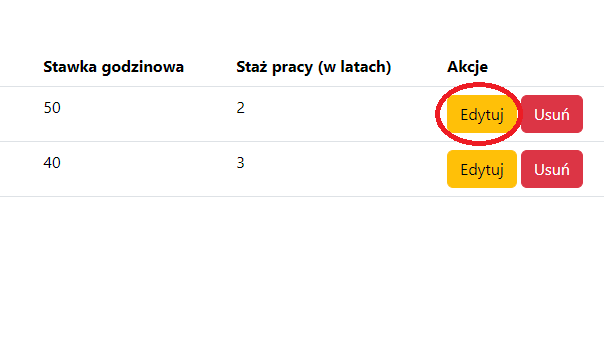 Stawka godzinowa Staż pracy (w latach) Akcje
50 2 Edytuj Usuń
40 3 Edytuj Usuń